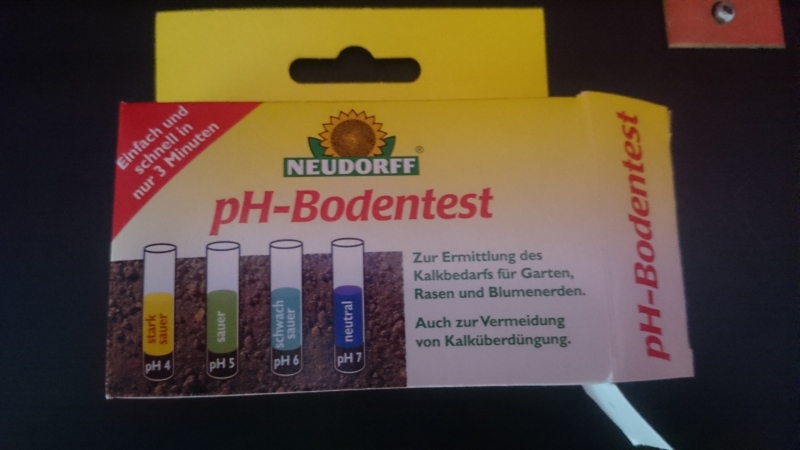 Einfach und
schnell in
nur 3 Minuten
NEUDORFF®
pH-Bodentest
Zur Ermittlung des
Kalkbedarfs für Garten,
Rasen und Blumenerden.
Auch zur Vermeidung
von Kalküberdüngung.
stark
sauer
pH 4
sauer
pH 5
schwach
sauer
pH 6
neutral
pH 7
pH-Bodentest